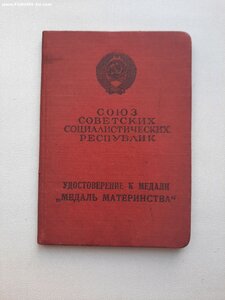 СОЮЗ
СОВЕТСКИХ
СОЦИАЛИСТИЧЕСКИХ
РЕСПУБЛИК
УДОСТОВЕРЕНИЕ К МЕДАЛИ
„МЕДАЛЬ МАТЕРИНСТВА“